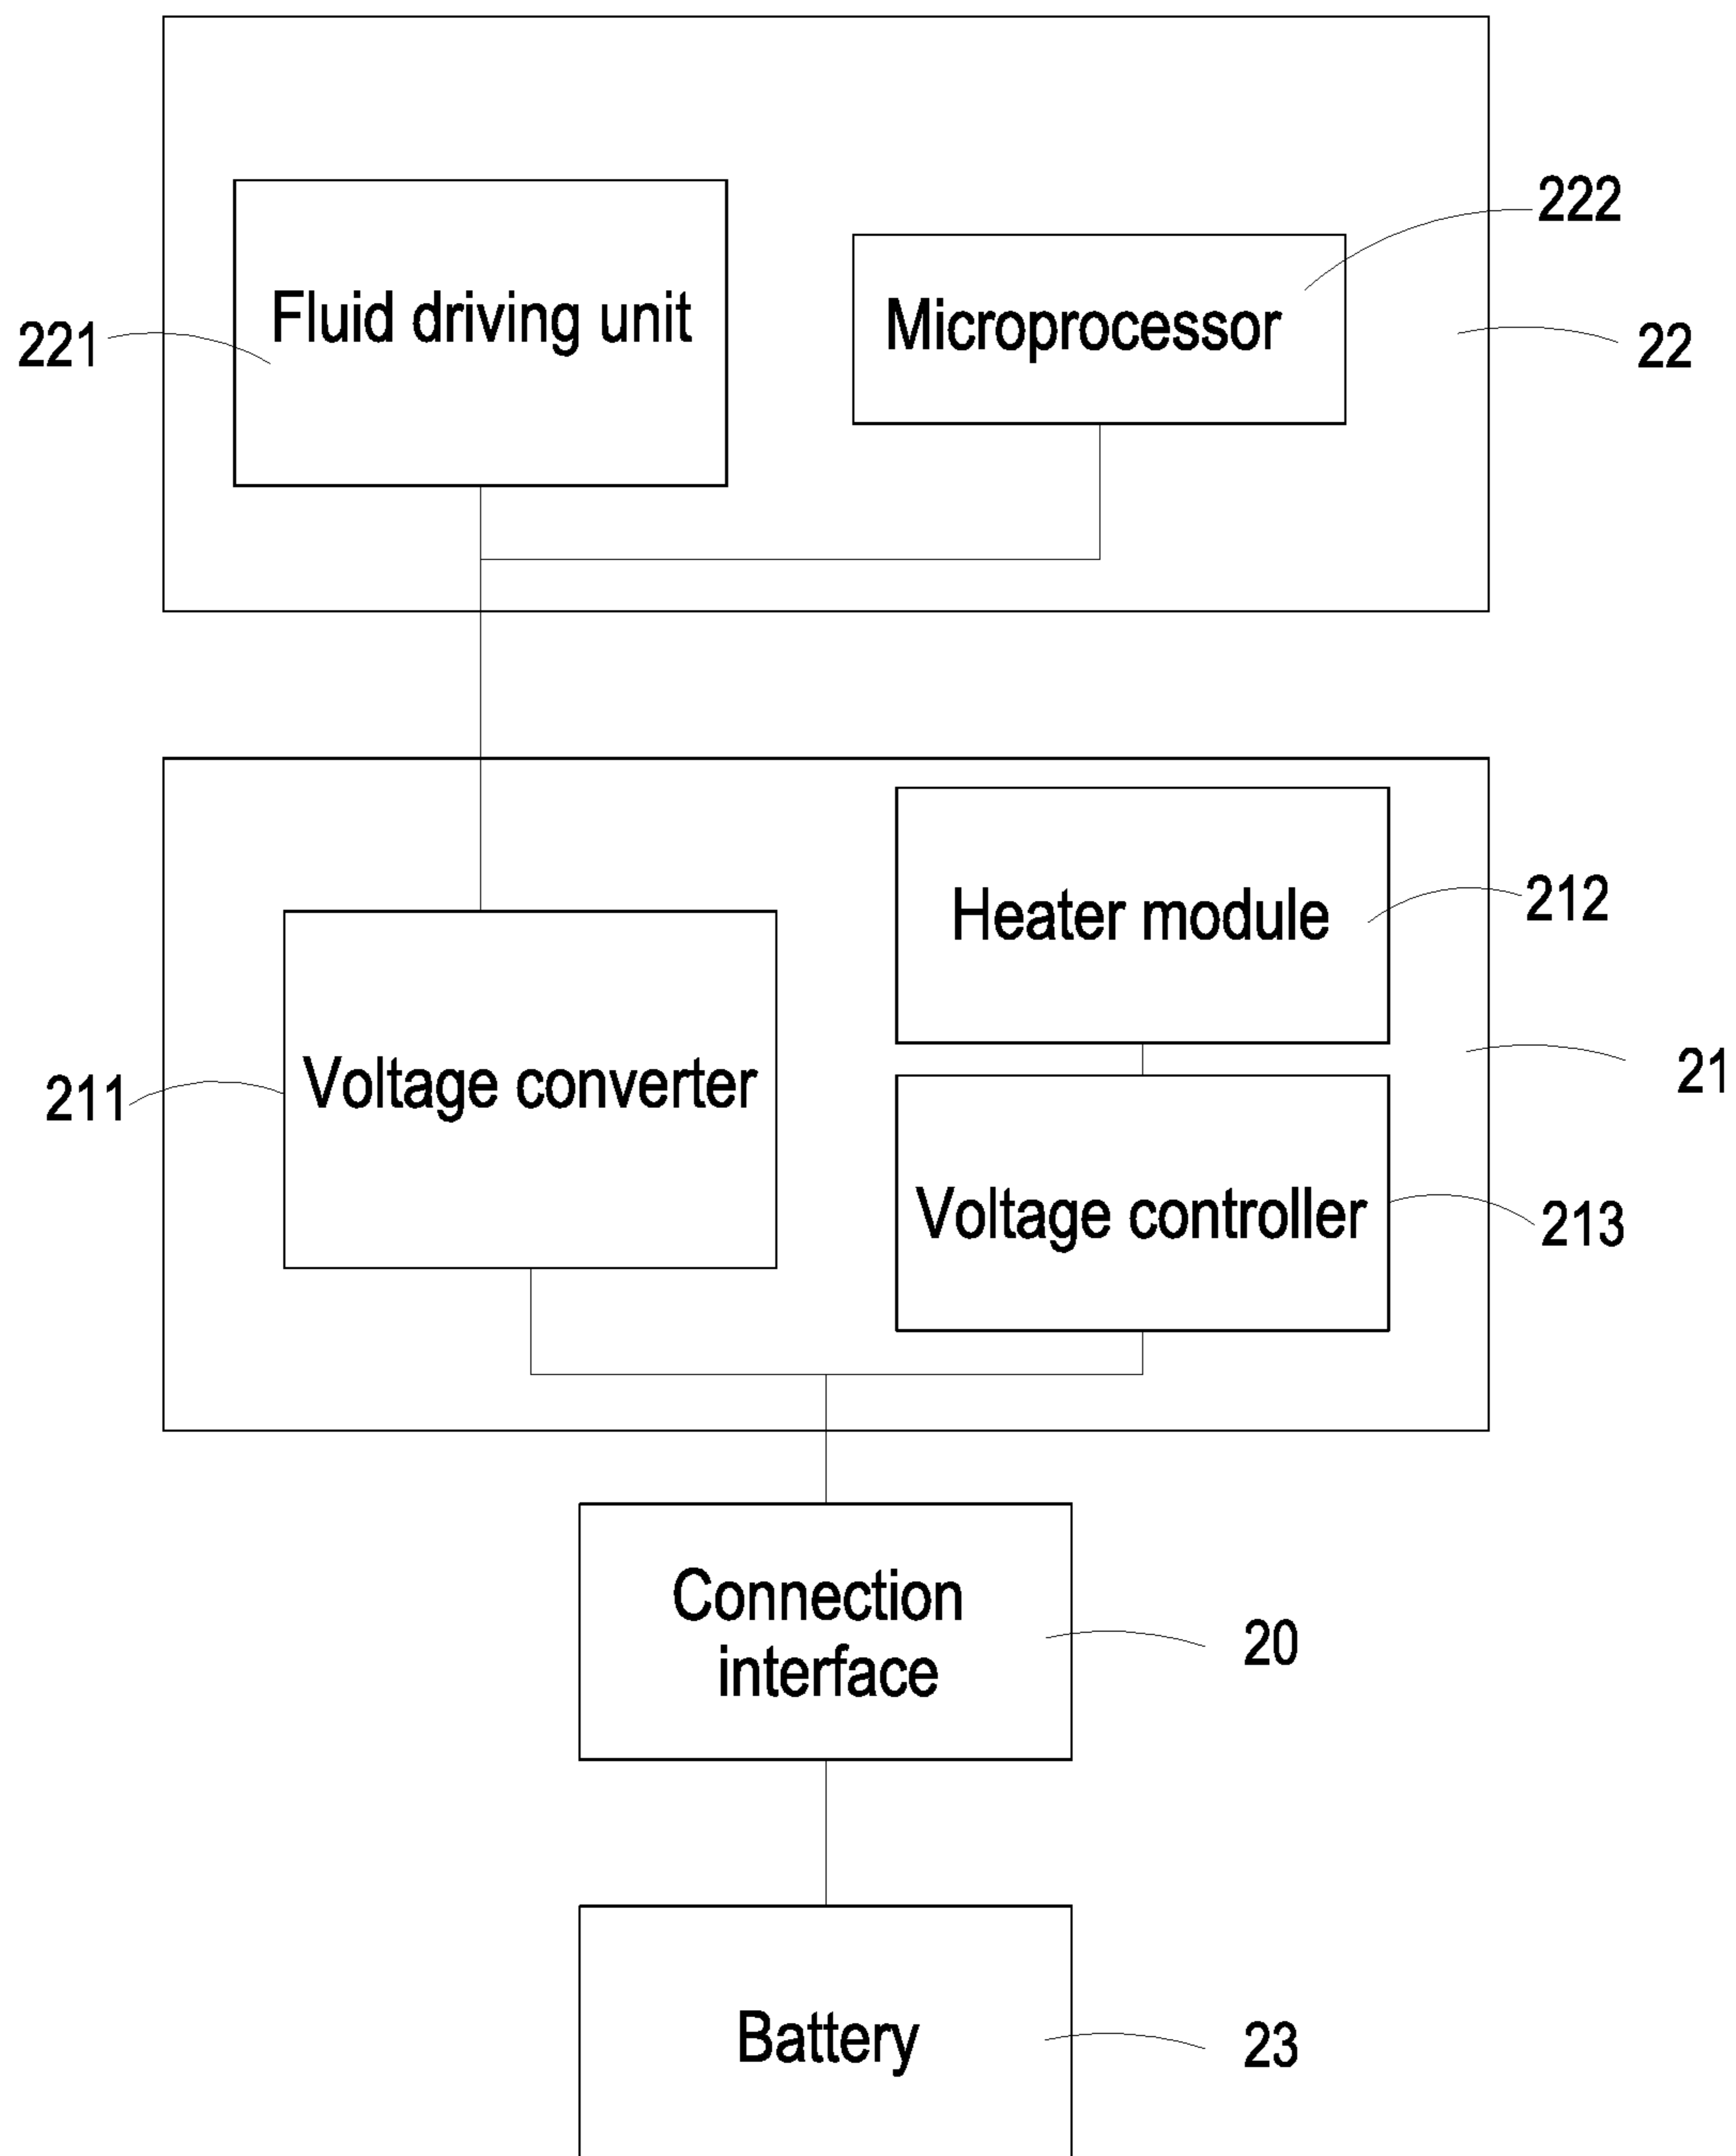 222
Fluid driving unit
Microprocessor
221
22
Heater module
212
Voltage converter
21
211
Voltage controller
213
Connection
interface
20
Battery
23